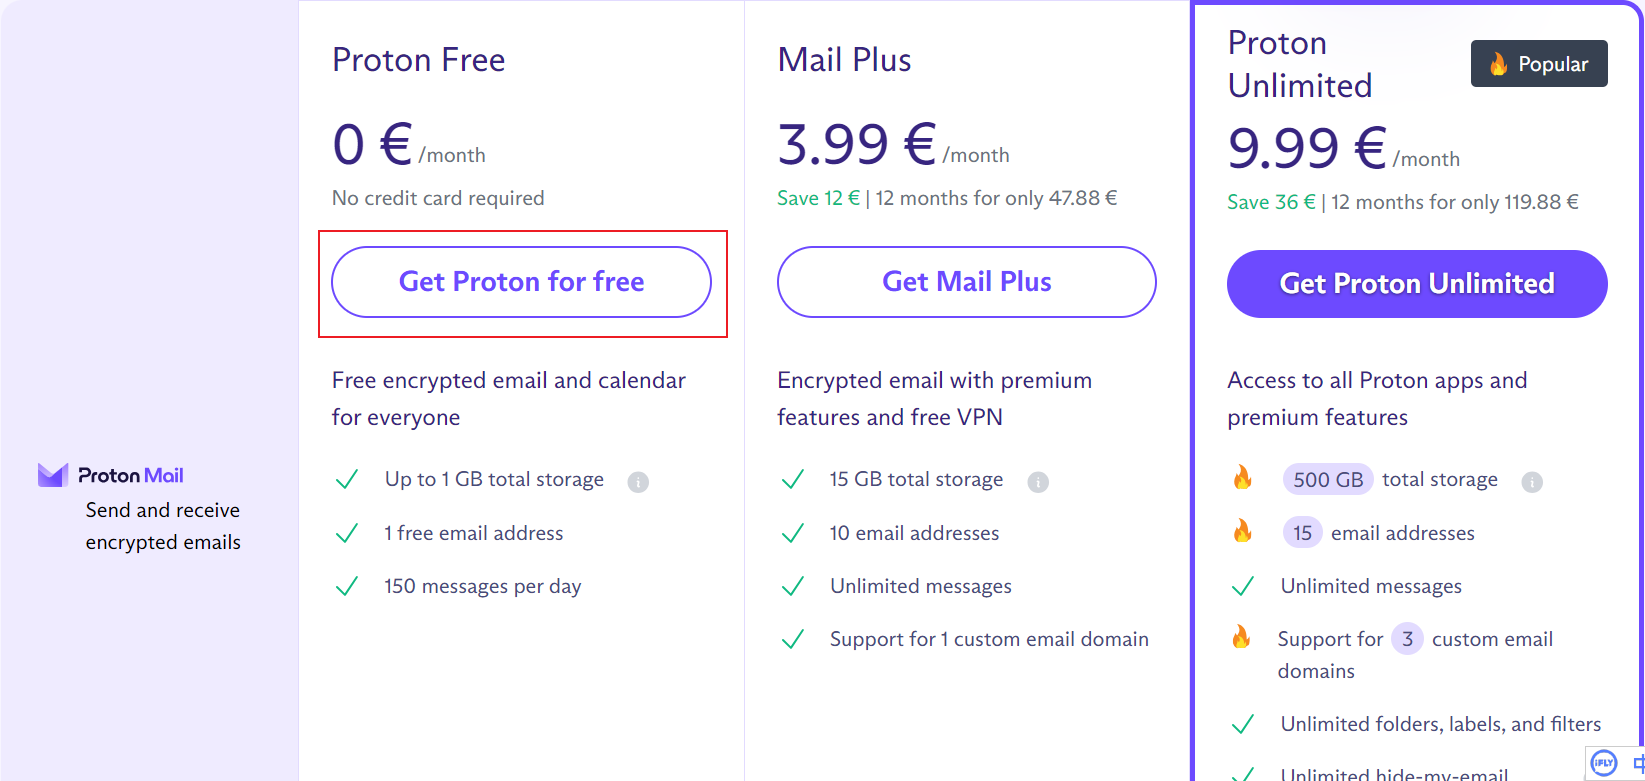 Proton Mail
Send and receive
encrypted emails
Proton Free
0 € /month
No credit card required
Get Proton for free
Free encrypted email and calendar
for everyone
Up to 1 GB total storage
1 free email address
150 messages per day
Mail Plus
3.99 € /month
Save 12 € | 12 months for only 47.88 €
Get Mail Plus
Encrypted email with premium
features and free VPN
15 GB total storage
10 email addresses
Unlimited messages
Support for 1 custom email domain
Proton
Unlimited
Popular
9.99 € /month
Save 36 € | 12 months for only 119.88 €
Get Proton Unlimited
Access to all Proton apps and
premium features
500 GB total storage
15 email addresses
Unlimited messages
Support for 3 custom email
domains
Unlimited folders, labels, and filters
Unlimited hide-my-email
iFLY